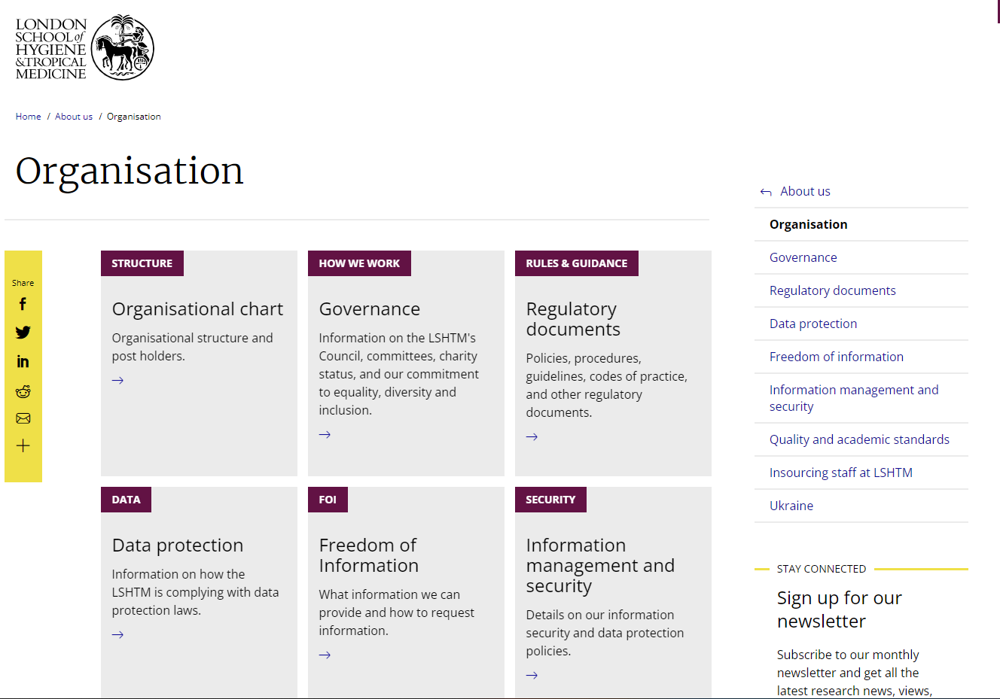 LONDON
SCHOOL of
HYGIENE
& TROPICAL
MEDICINE
Home / About us / Organisation
Organisation
Share
STRUCTURE
Organisational chart
Organisational structure and
post holders.
HOW WE WORK
Governance
Information on the LSHTM's
Council, committees, charity
status, and our commitment
to equality, diversity and
inclusion.
RULES & GUIDANCE
Regulatory
documents
Policies, procedures,
guidelines, codes of practice,
and other regulatory
documents.
DATA
Data protection
Information on how the
LSHTM is complying with data
protection laws.
FOI
Freedom of
Information
What information we can
provide and how to request
information.
SECURITY
Information
management and
security
Details on our information
security and data protection
policies.
About us
Organisation
Governance
Regulatory documents
Data protection
Freedom of information
Information management and
security
Quality and academic standards
Insourcing staff at LSHTM
Ukraine
STAY CONNECTED
Sign up for our
newsletter
Subscribe to our monthly
newsletter and get all the
latest research news, views,